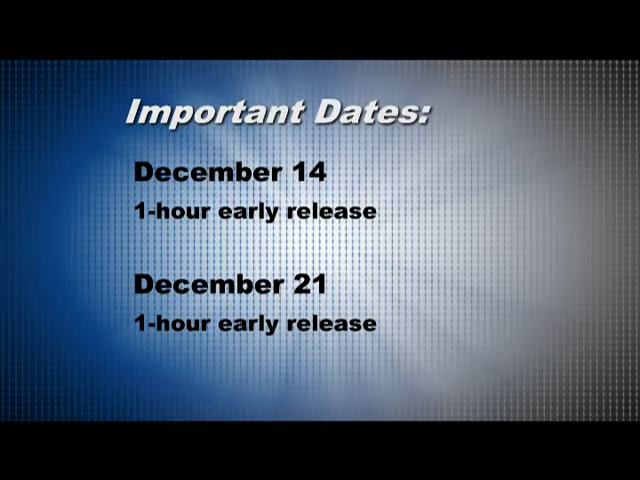 Important Dates:
December 14
1-hour early release
December 21
1-hour early release